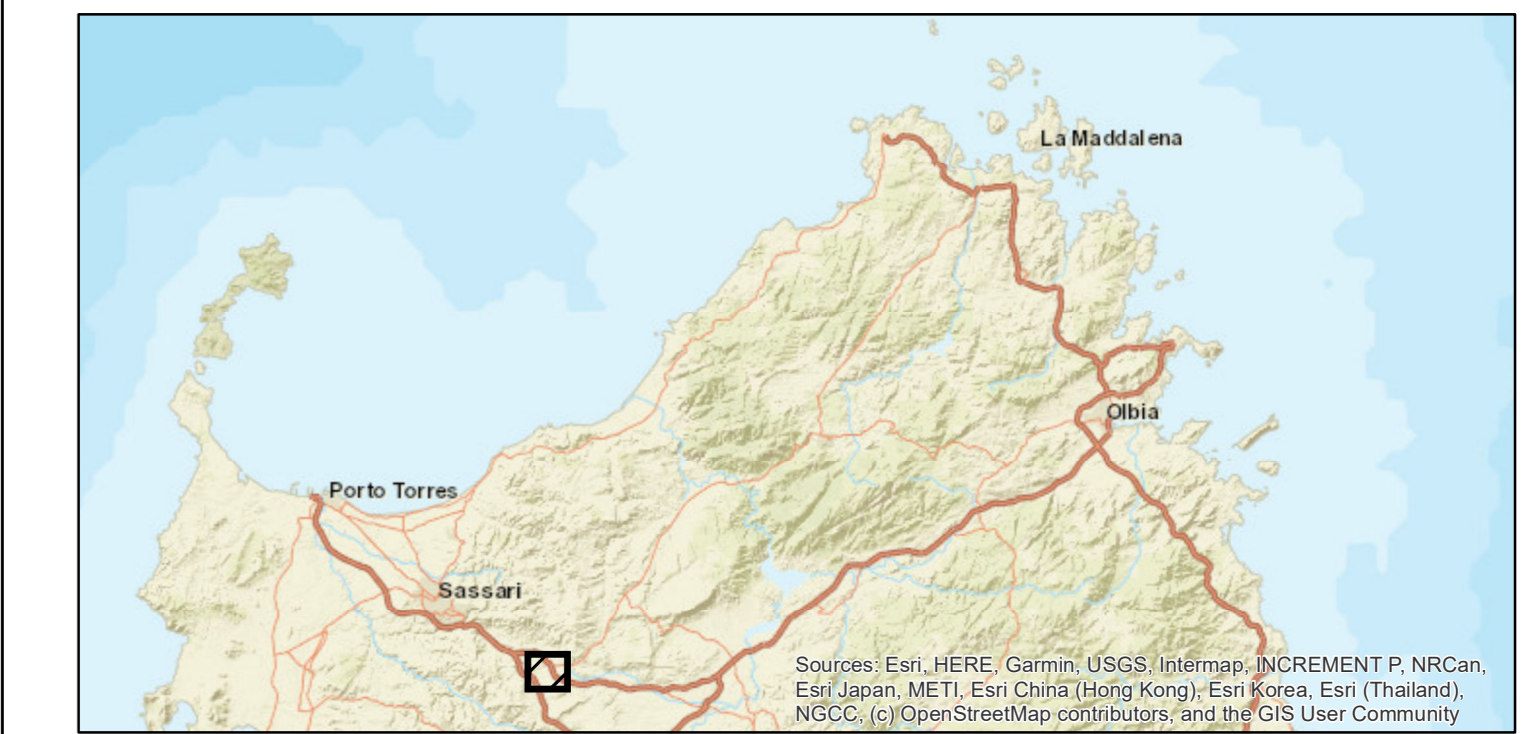 La Maddalena
Olbia
Porto Torres
Sassari
Sources: Esri, HERE, Garmin, USGS, Intermap, INCREMENT P, NRCan,
Esri Japan, METI, Esri China (Hong Kong), Esri Korea, Esri (Thailand),
NGCC, (c) OpenStreetMap contributors, and the GIS User Community